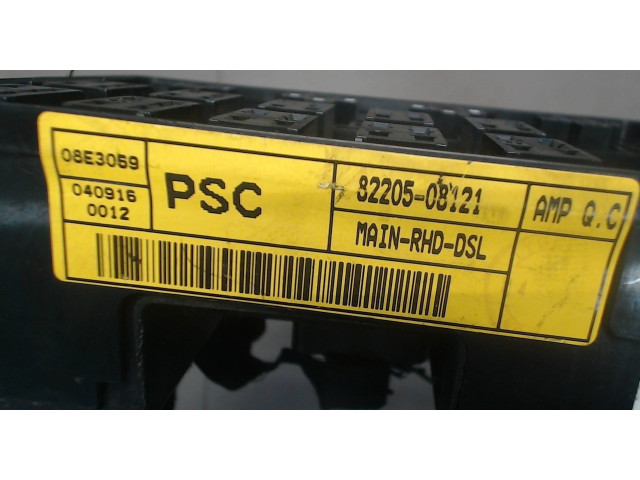 08E3059
040916
0012
PSC
82205-08121
MAIN-RHD-DSL
AMP Q.C